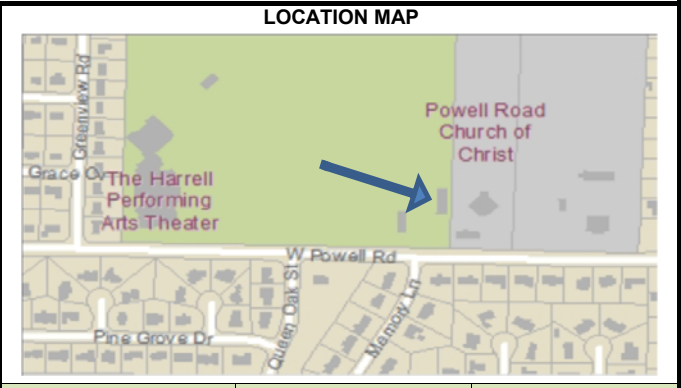 LOCATION MAP
Greenview Rd
Powell Road
Church of
Christ
Grace Cv
The Harrell
Performing
Arts Theater
W Powell Rd
Queen Oak St
Memory Ln
Pine Grove Dr